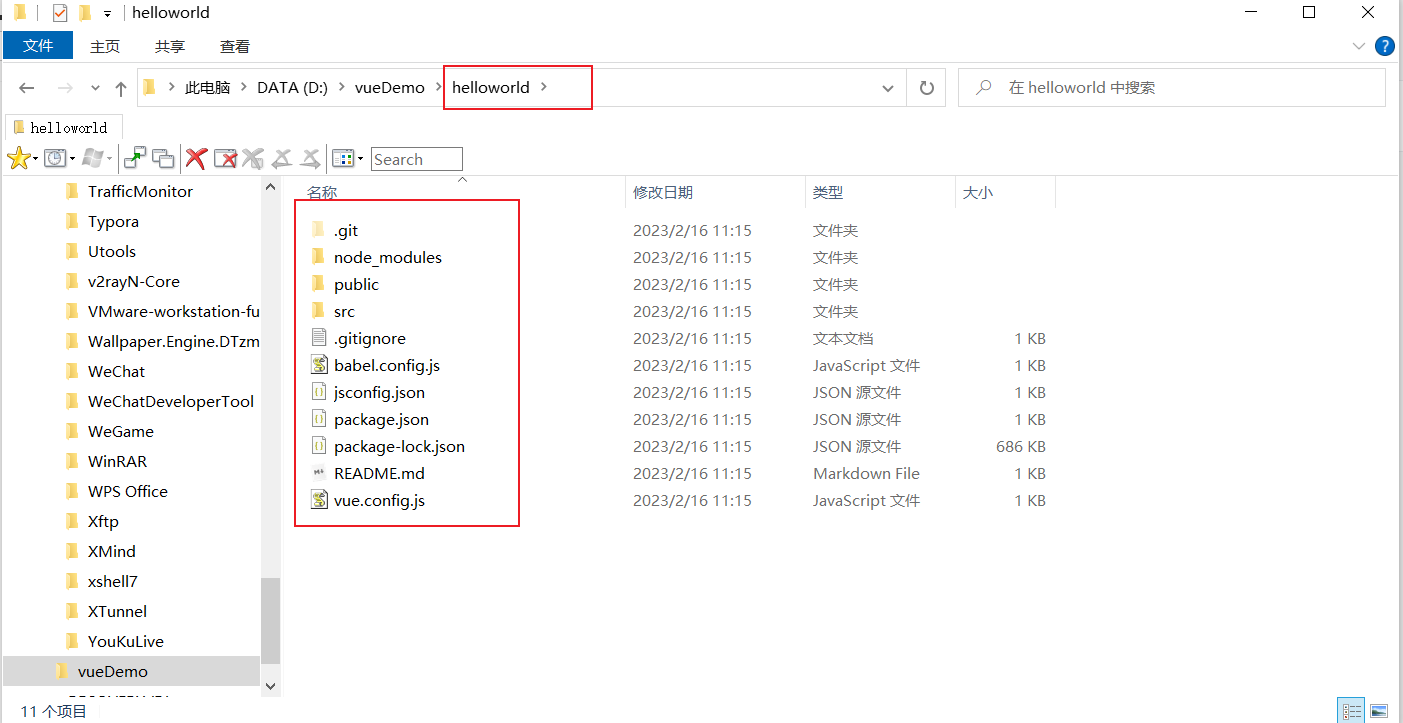 helloworld
文件 主页 共享 查看
此电脑 DATA (D:) vueDemo helloworld 在 helloworld 中搜索
helloworld
Search
TrafficMonitor
Typora
Utools
v2rayN-Core
VMware-workstation-fu
Wallpaper.Engine.DTzm
WeChat
WeChatDeveloperTool
WeGame
WinRAR
WPS Office
Xftp
XMind
xshell7
XTunnel
YouKuLive
vueDemo
名称 修改日期 类型 大小
.git 2023/2/16 11:15 文件夹
node_modules 2023/2/16 11:15 文件夹
public 2023/2/16 11:15 文件夹
src 2023/2/16 11:15 文件夹
.gitignore 2023/2/16 11:15 文本文档 1 KB
babel.config.js 2023/2/16 11:15 JavaScript 文件 1 KB
jsconfig.json 2023/2/16 11:15 JSON 源文件 1 KB
package.json 2023/2/16 11:15 JSON 源文件 1 KB
package-lock.json 2023/2/16 11:15 JSON 源文件 686 KB
README.md 2023/2/16 11:15 Markdown File 1 KB
vue.config.js 2023/2/16 11:15 JavaScript 文件 1 KB
11 个项目